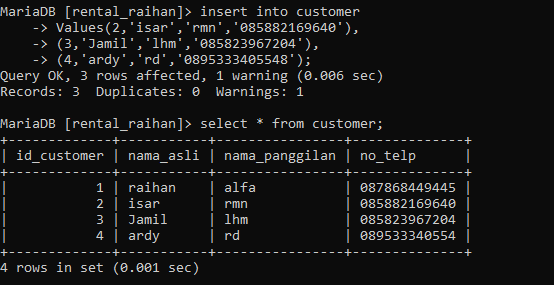 MariaDB [rental_raihan]> insert into customer
    -> Values(2,'isar','rmn','085882169640'),
    -> (3,'Jamil','lhm','085823967204'),
    -> (4,'ardy','rd','0895333405548');
Query OK, 3 rows affected, 1 warning (0.006 sec)
Records: 3  Duplicates: 0  Warnings: 1

MariaDB [rental_raihan]> select * from customer;
+-------------+-----------+----------------+--------------+
| id_customer | nama_asli | nama_panggilan | no_telp      |
+-------------+-----------+----------------+--------------+
|           1 | raihan    | alfa           | 087868449445 |
|           2 | isar      | rmn            | 085882169640 |
|           3 | Jamil     | lhm            | 085823967204 |
|           4 | ardy      | rd             | 089533340554 |
+-------------+-----------+----------------+--------------+
4 rows in set (0.001 sec)